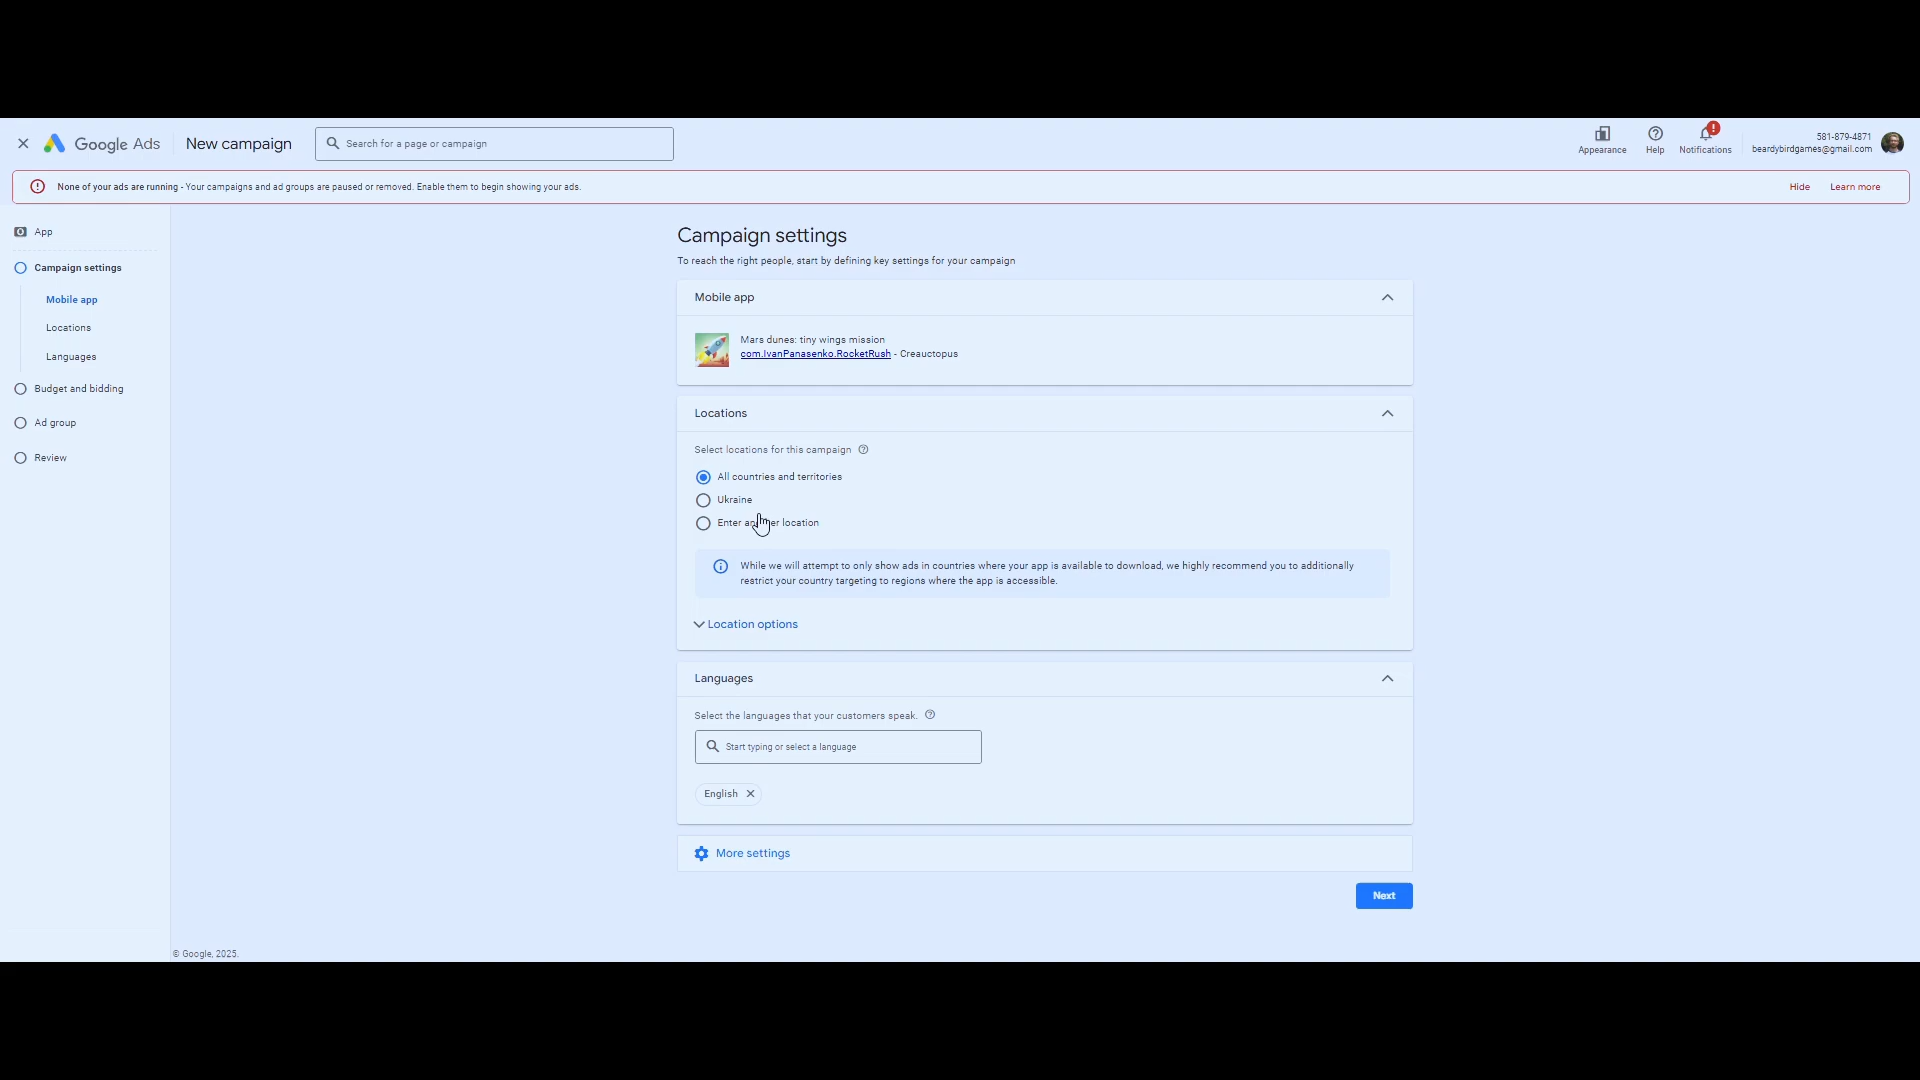 Google Ads
New campaign
Search for a page or campaign
Appearance
Help
Notifications
581-879-4871
beardybirdgames@gmail.com
None of your ads are running - Your campaigns and ad groups are paused or removed. Enable them to begin showing your ads.
Hide
Learn more
App
Campaign settings
Mobile app
Locations
Languages
Budget and bidding
Ad group
Review
Campaign settings
To reach the right people, start by defining key settings for your campaign
Mobile app
Mars dunes: tiny wings mission
com.IvanPanasenko.RocketRush - Creauctopus
Locations
Select locations for this campaign
All countries and territories
Ukraine
Enter another location
While we will attempt to only show ads in countries where your app is available to download, we highly recommend you to additionally
restrict your country targeting to regions where the app is accessible.
Location options
Languages
Select the languages that your customers speak.
Start typing or select a language
English
More settings
Next
© Google, 2025.